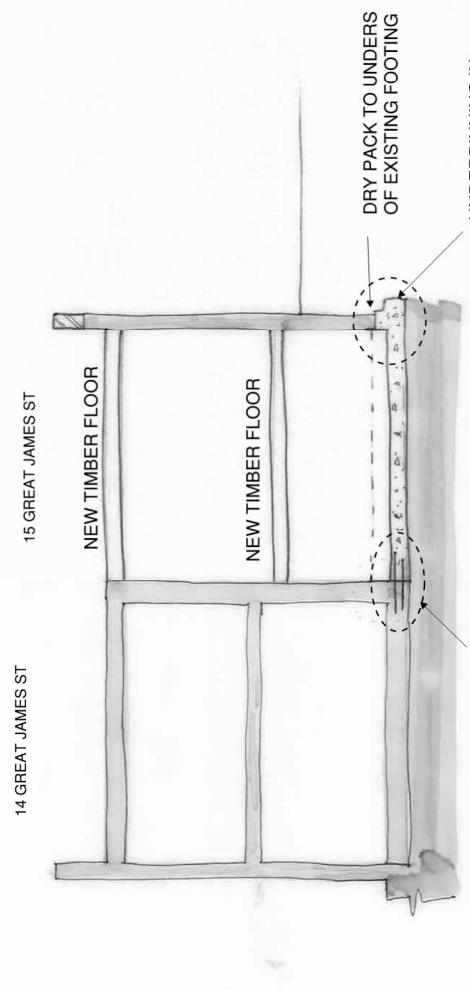 14 GREAT JAMES ST
15 GREAT JAMES ST
NEW TIMBER FLOOR
NEW TIMBER FLOOR
DRY PACK TO UNDERS
OF EXISTING FOOTING